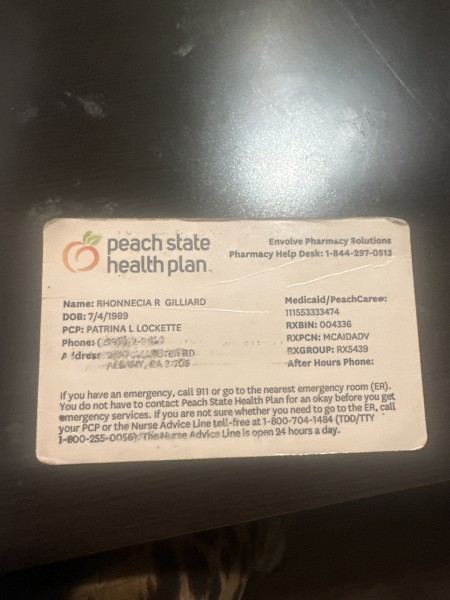 peach state
health plan
Envolve Pharmacy Solutions
Pharmacy Help Desk: 1-844-297-0513
Name: RHONNECIA R GILLIARD
DOB: 7/4/1989
PCP: PATRINA L LOCKETTE
Phone:
Address
RD
ALBANY,
Medicaid/PeachCare#:
111553333474
RXBIN: 004336
RXPCN: MCAIDADV
RXGROUP: RX5439
After Hours Phone:
If you have an emergency, call 911 or go to the nearest emergency room (ER).
You do not have to contact Peach State Health Plan for an okay before you get
emergency services. If you are not sure whether you need to go to the ER, call
your PCP or the Nurse Advice Line toll-free at 1-800-704-1484 (TDD/TTY
1-800-255-0056). The Nurse Advice Line is open 24 hours a day.